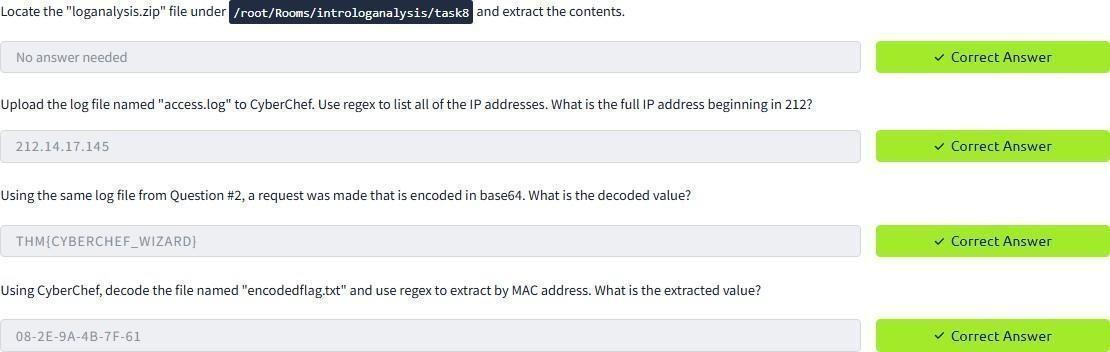 Locate the "loganalysis.zip" file under /root/Rooms/introloganalysis/task8 and extract the contents.
No answer needed
✓ Correct Answer
Upload the log file named "access.log" to CyberChef. Use regex to list all of the IP addresses. What is the full IP address beginning in 212?
212.14.17.145
✓ Correct Answer
Using the same log file from Question #2, a request was made that is encoded in base64. What is the decoded value?
THM{CYBERCHEF_WIZARD}
✓ Correct Answer
Using CyberChef, decode the file named "encodedflag.txt" and use regex to extract by MAC address. What is the extracted value?
08-2E-9A-4B-7F-61
✓ Correct Answer